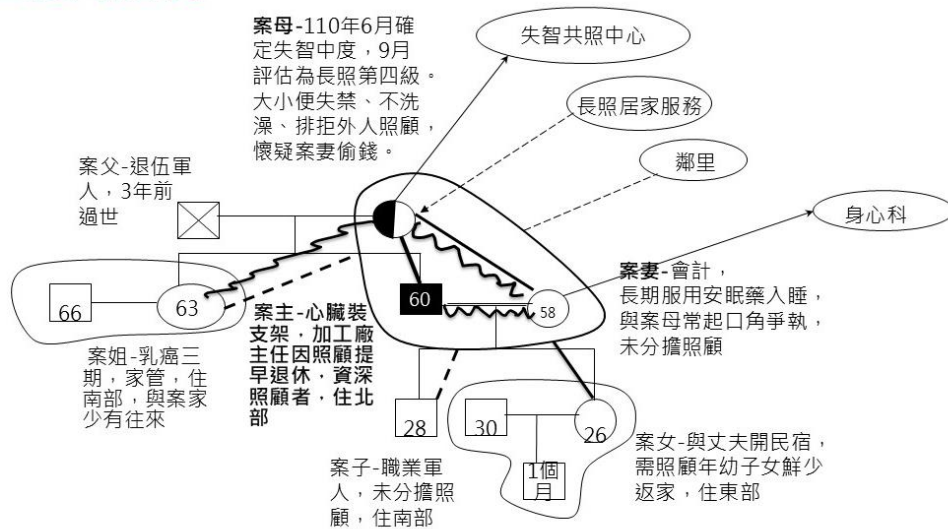 案母-110年6月確
定失智中度，9月
評估為長照第四級。
大小便失禁、不洗
澡、排拒外人照顧，
懷疑案妻偷錢。
失智共照中心
長照居家服務
鄰里
身心科
案父-退伍軍
人，3年前
過世
66
63
60
58
案姐-乳癌三
期，家管，住
南部，與案家
少有往來
案主-心臟裝
支架，加工廠
主任因照顧提
早退休，資深
照顧者，住北
部
案妻-會計，
長期服用安眠藥入睡，
與案母常起口角爭執，
未分擔照顧
28
30
26
1個
月
案子-職業軍
人，未分擔照
顧，住南部
案女-與丈夫開民宿，
需照顧年幼子女鮮少
返家，住東部